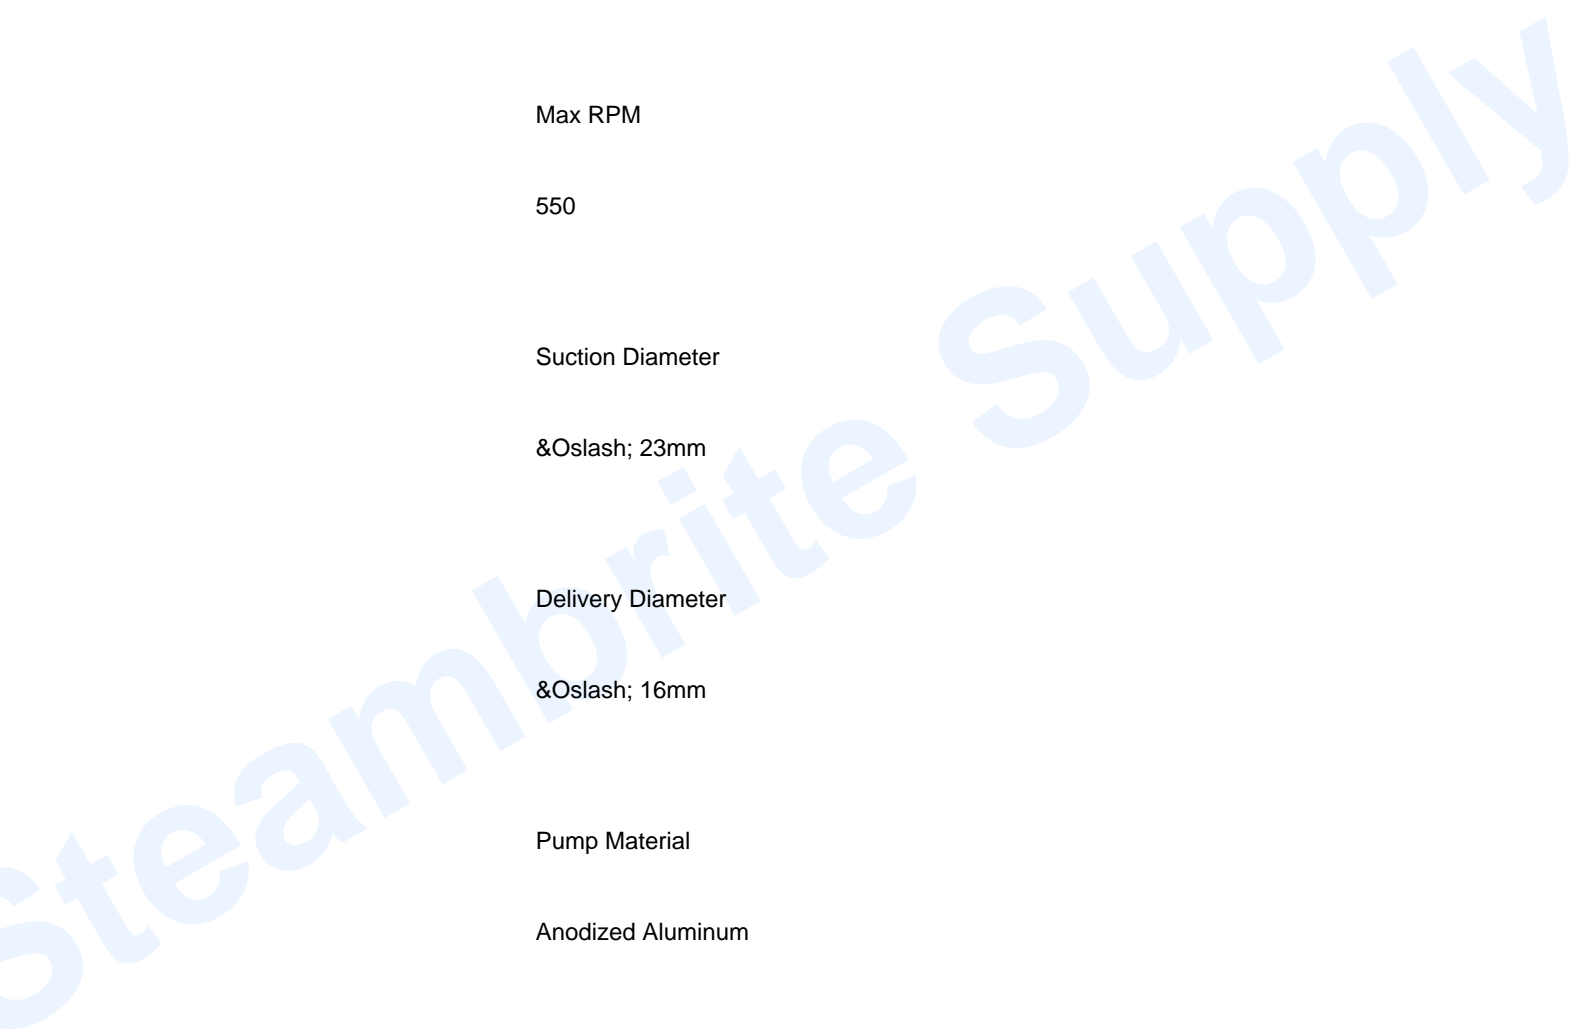 Max RPM
550
Suction Diameter
&Oslash; 23mm
Delivery Diameter
&Oslash; 16mm
Pump Material
Anodized Aluminum
Steambrite Supply